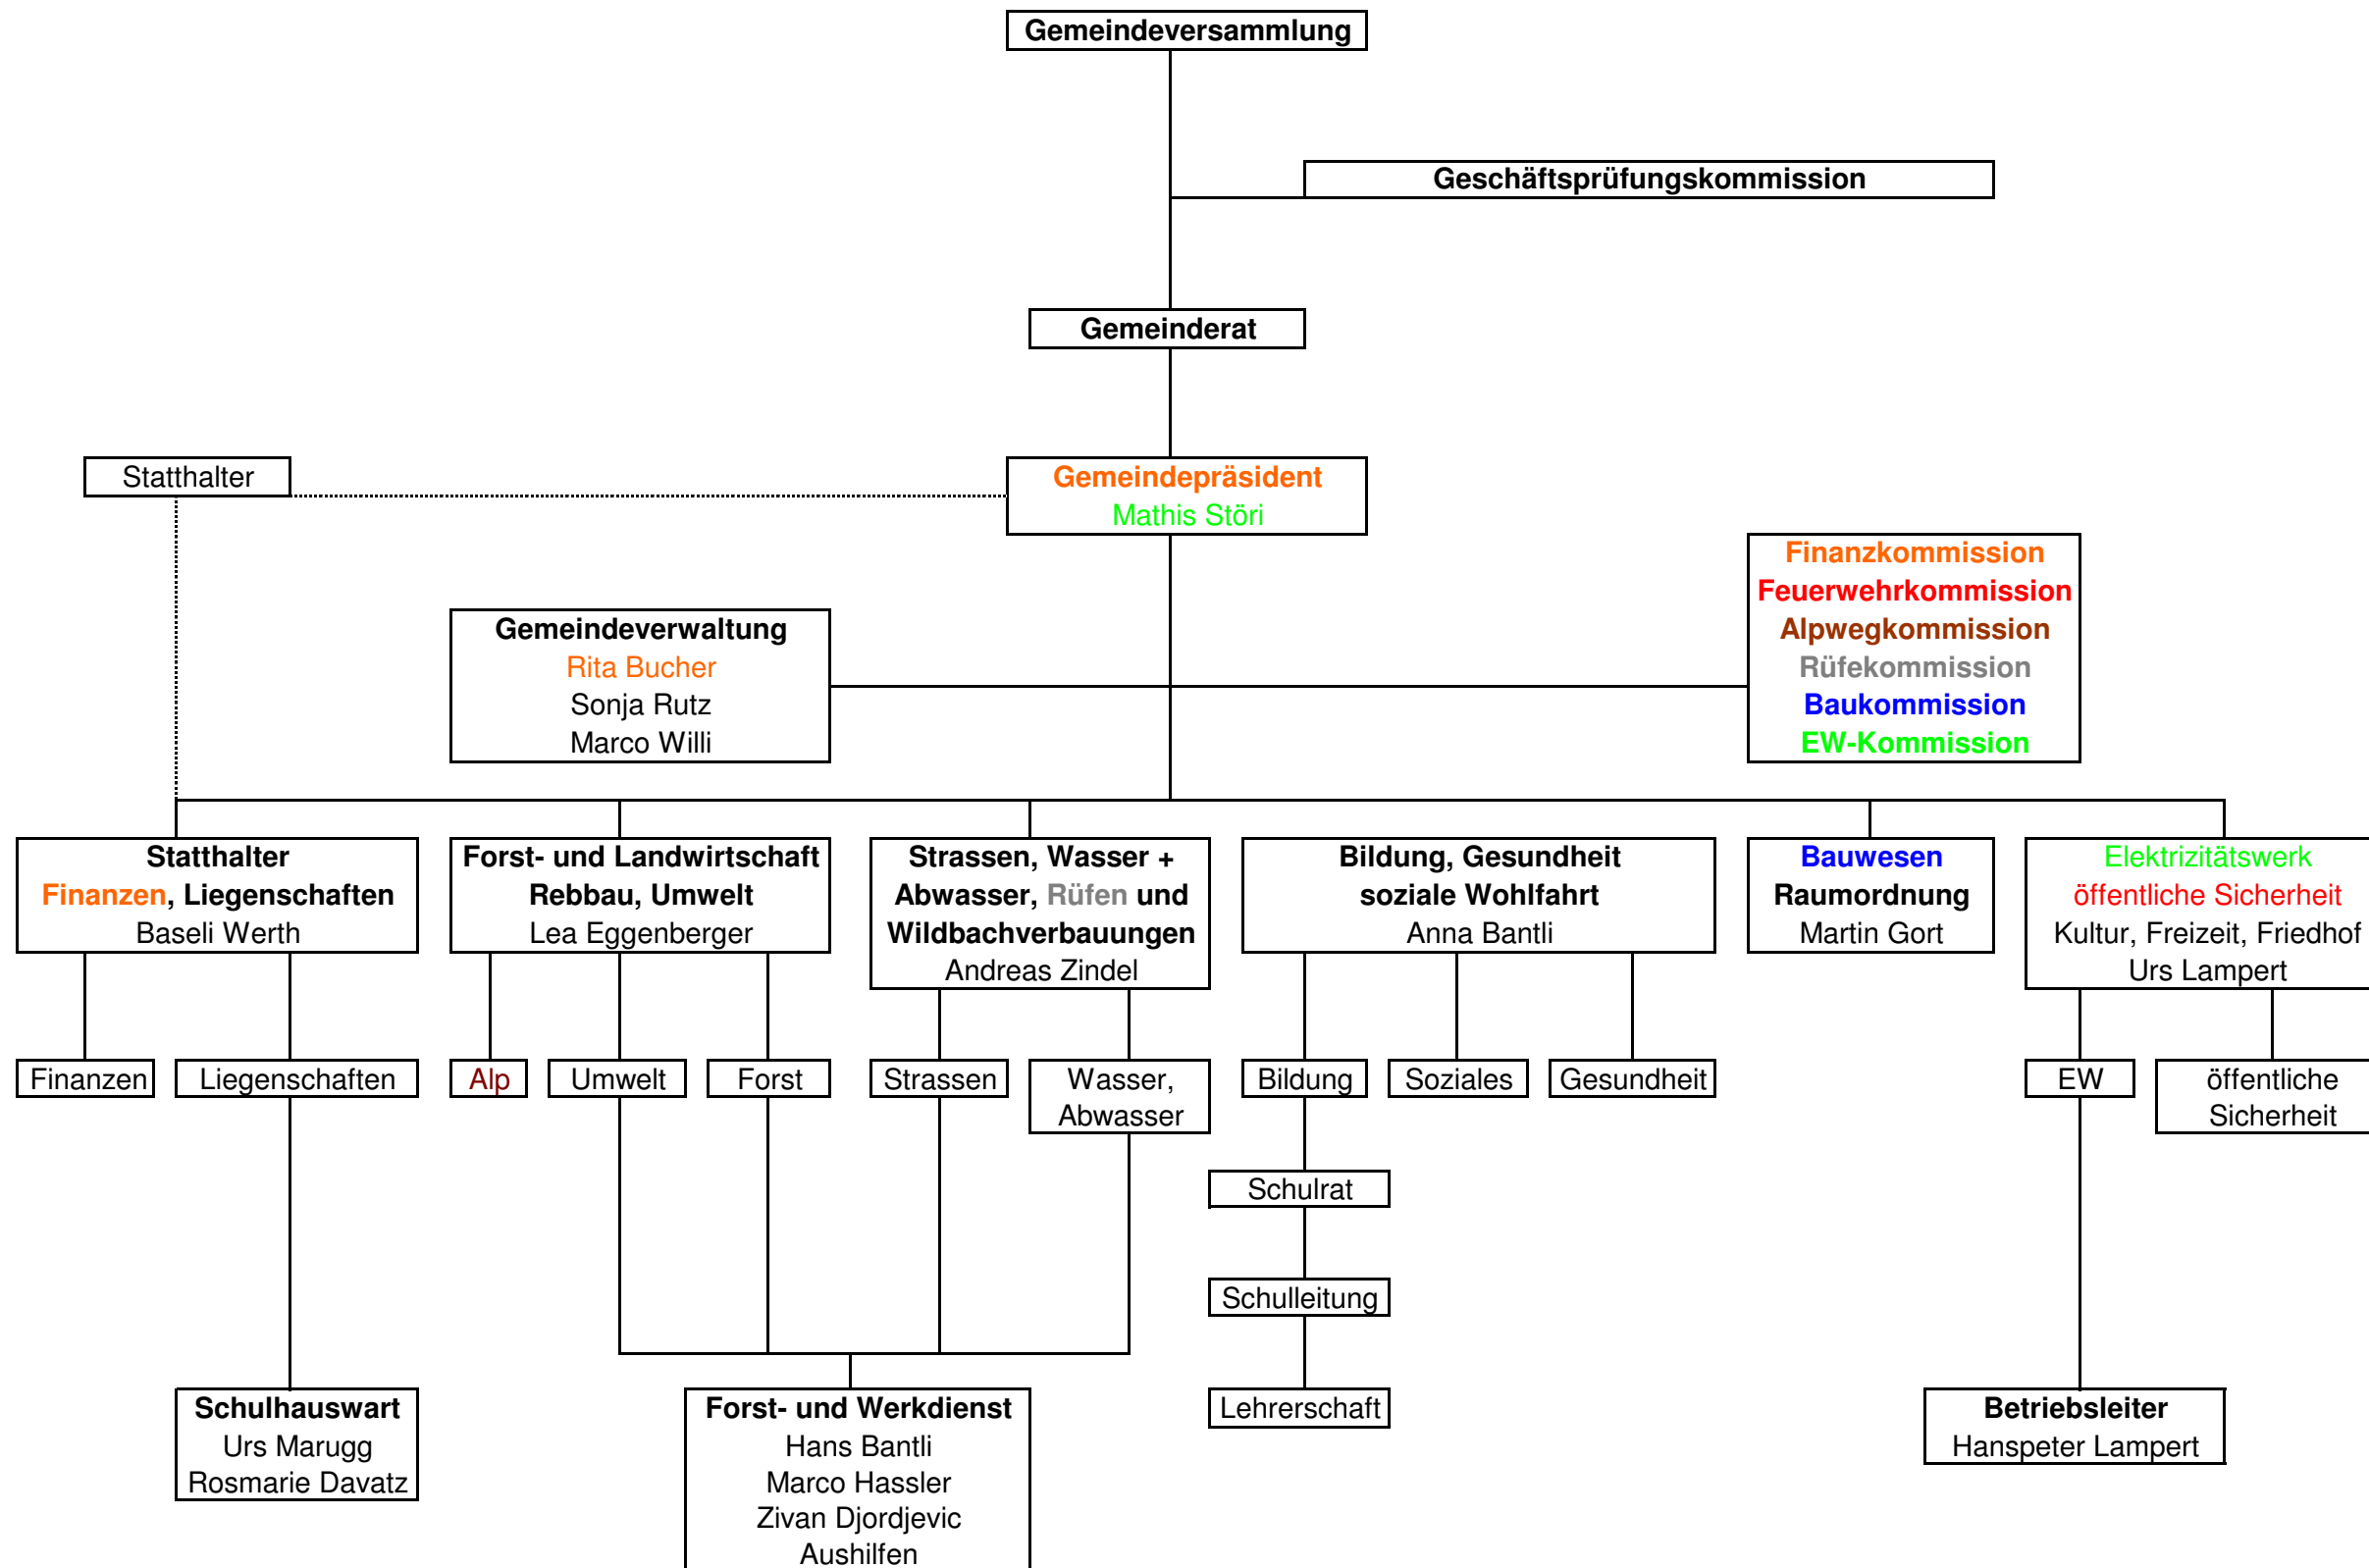 Gemeindeversammlung
Geschäftsprüfungskommission
Gemeinderat
Statthalter
Gemeindepräsident
Mathis Störi
Finanzkommission
Feuerwehrkommission
Alpwegkommission
Rüfekommission
Baukommission
EW-Kommission
Gemeindeverwaltung
Rita Bucher
Sonja Rutz
Marco Willi
Statthalter
Finanzen, Liegenschaften
Baseli Werth
Forst- und Landwirtschaft
Rebbau, Umwelt
Lea Eggenberger
Strassen, Wasser +
Abwasser, Rüfen und
Wildbachverbauungen
Andreas Zindel
Bildung, Gesundheit
soziale Wohlfahrt
Anna Bantli
Bauwesen
Raumordnung
Martin Gort
Elektrizitätswerk
öffentliche Sicherheit
Kultur, Freizeit, Friedhof
Urs Lampert
Finanzen
Liegenschaften
Alp
Umwelt
Forst
Strassen
Wasser,
Abwasser
Bildung
Soziales
Gesundheit
EW
öffentliche
Sicherheit
Schulrat
Schulleitung
Lehrerschaft
Schulhauswart
Urs Marugg
Rosmarie Davatz
Forst- und Werkdienst
Hans Bantli
Marco Hassler
Zivan Djordjevic
Aushilfen
Betriebsleiter
Hanspeter Lampert